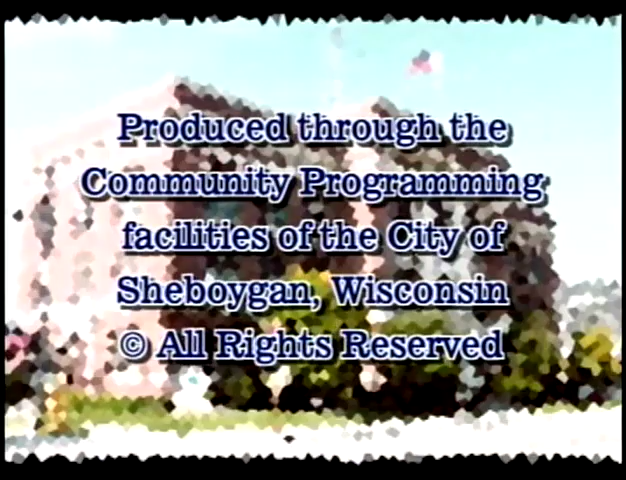 Produced through the
Community Programming
facilities of the City of
Sheboygan, Wisconsin
© All Rights Reserved